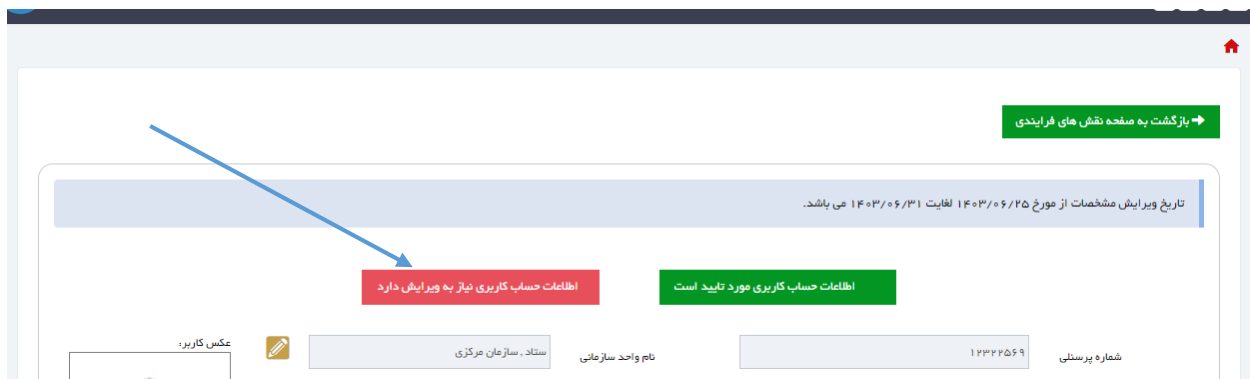 بازگشت به صفحه نقش های فرایندی
تاریخ ویرایش مشخصات از مورخ ۱۴۰۳/۰۶/۲۵ لغایت ۱۴۰۳/۰۶/۳۱ می باشد.
اطلاعات حساب کاربری مورد تایید است
اطلاعات حساب کاربری نیاز به ویرایش دارد
شماره پرسنلی
۱۲۳۲۲۵۶۹
نام واحد سازمانی
ستاد , سازمان مرکزی
عکس کاربر: